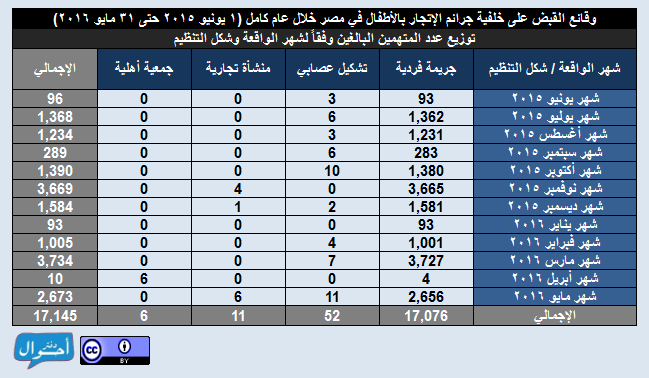 وقائع القبض على خلفية جرائم الإتجار بالأطفال في مصر خلال عام كامل (١ يونيو ٢٠١٥ حتى ٣١ مايو ٢٠١٦)
توزيع عدد المتهمين البالغين وفقاً لشهر الواقعة وشكل التنظيم
شهر الواقعة / شكل التنظيم جريمة فردية تشكيل عصابي منشأة تجارية جمعية أهلية الإجمالي
شهر يونيو ٢٠١٥ 93 3 0 0 96
شهر يوليو ٢٠١٥ 1,362 6 0 0 1,368
شهر أغسطس ٢٠١٥ 1,231 3 0 0 1,234
شهر سبتمبر ٢٠١٥ 283 6 0 0 289
شهر أكتوبر ٢٠١٥ 1,380 10 0 0 1,390
شهر نوفمبر ٢٠١٥ 3,665 0 4 0 3,669
شهر ديسمبر ٢٠١٥ 1,581 2 1 0 1,584
شهر يناير ٢٠١٦ 93 0 0 0 93
شهر فبراير ٢٠١٦ 1,001 4 0 0 1,005
شهر مارس ٢٠١٦ 3,727 7 0 0 3,734
شهر أبريل ٢٠١٦ 4 0 0 6 10
شهر مايو ٢٠١٦ 2,656 11 6 0 2,673
الإجمالي 17,076 52 11 6 17,145
دفتر أحوال
cc
BY